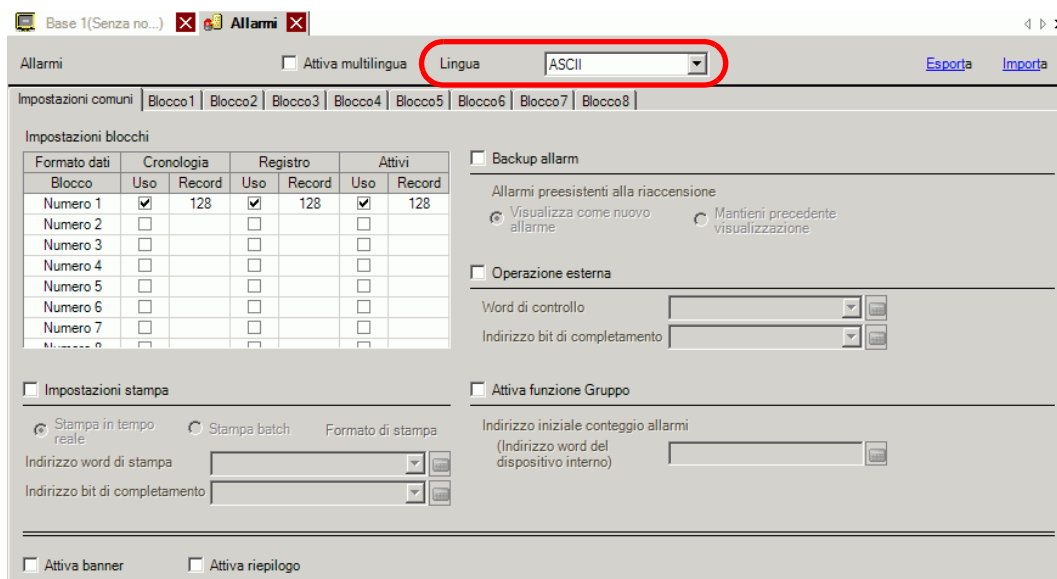 Base 1(Senza no...) Allarmi
Allarmi Attiva multilingua Lingua ASCII Esporta Importa
Impostazioni comuni Blocco1 Blocco2 Blocco3 Blocco4 Blocco5 Blocco6 Blocco7 Blocco8
Impostazioni blocchi
Formato dati Cronologia Registro Attivi
Blocco Uso Record Uso Record Uso Record
Numero 1 128 128 128
Numero 2
Numero 3
Numero 4
Numero 5
Numero 6
Numero 7
Numero 8
Backup allarm
Allarmi preesistenti alla riaccensione
Visualizza come nuovo allarme
Mantieni precedente visualizzazione
Operazione esterna
Word di controllo
Indirizzo bit di completamento
Impostazioni stampa
Stampa in tempo reale
Stampa batch Formato di stampa
Indirizzo word di stampa
Indirizzo bit di completamento
Attiva funzione Gruppo
Indirizzo iniziale conteggio allarmi
(Indirizzo word del
dispositivo interno)
Attiva banner Attiva riepilogo